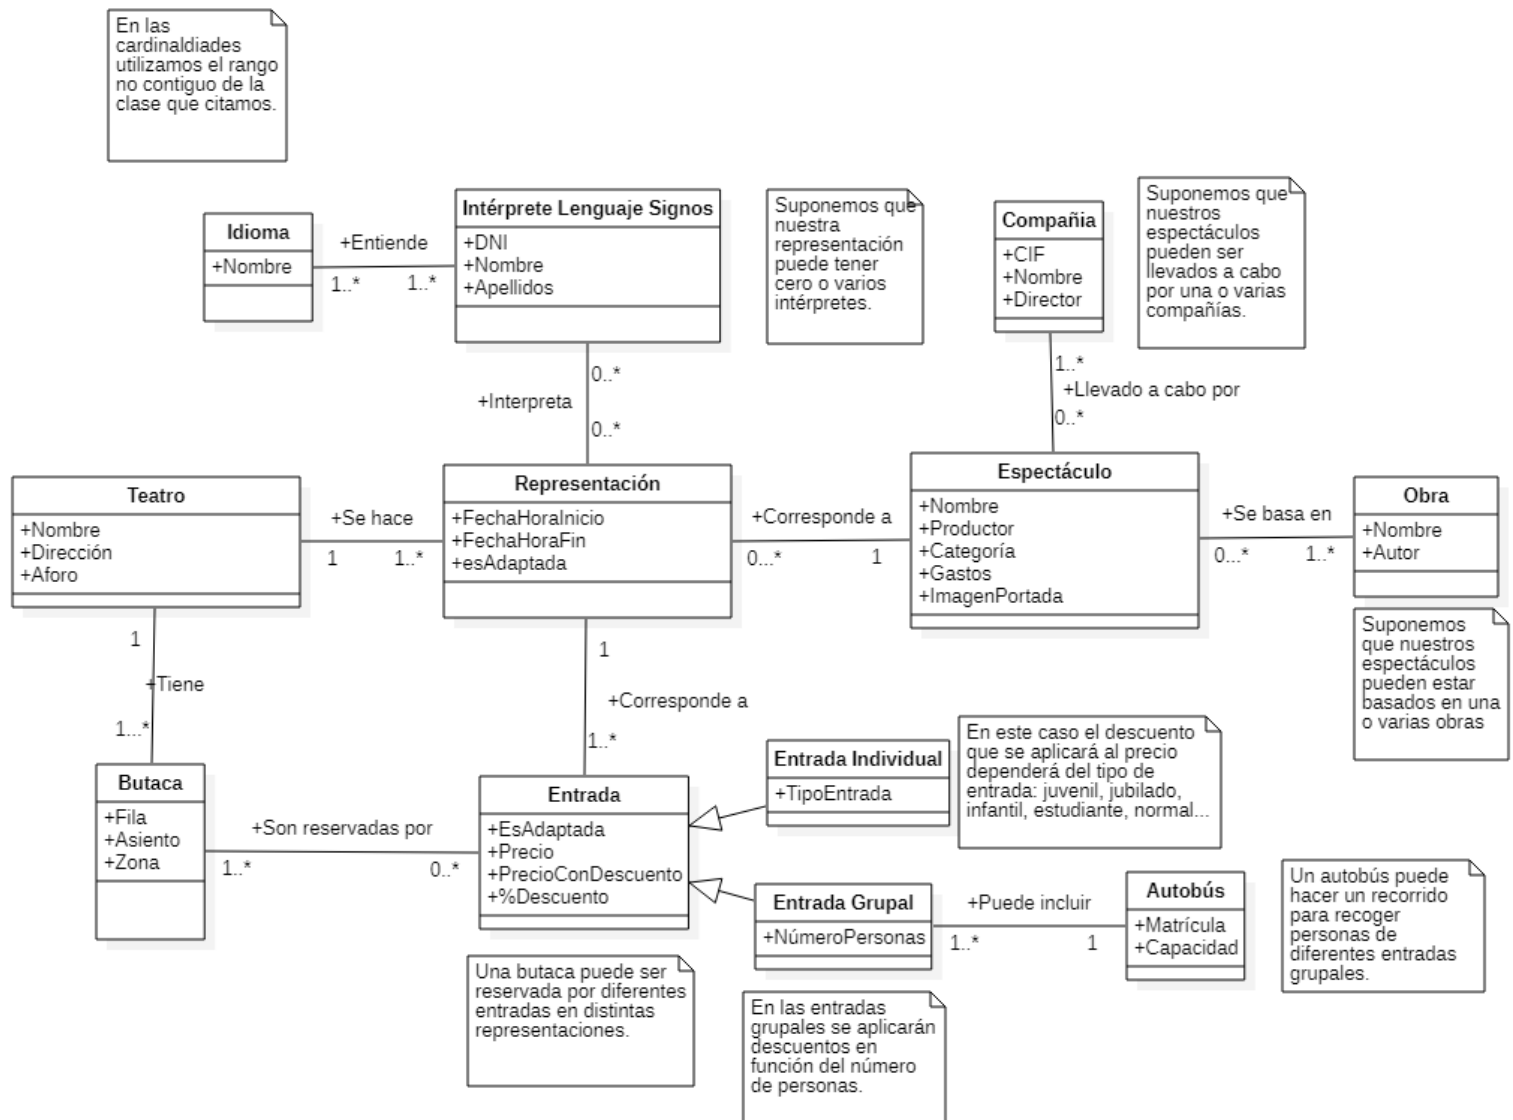 En las
cardinaldiades
utilizamos el rango
no contiguo de la
clase que citamos.
Idioma
+Nombre
+Entiende
1..*
1..*
Intérprete Lenguaje Signos
+DNI
+Nombre
+Apellidos
Suponemos que
nuestra
representación
puede tener
cero o varios
intérpretes.
Compañia
+CIF
+Nombre
+Director
Suponemos que
nuestros
espectáculos
pueden ser
llevados a cabo
por una o varias
compañías.
0..*
+Interpreta
0..*
1..*
+Llevado a cabo por
0..*
Teatro
+Nombre
+Dirección
+Aforo
+Se hace
1
1..*
Representación
+FechaHoraInicio
+FechaHoraFin
+esAdaptada
+Corresponde a
0...*
1
Espectáculo
+Nombre
+Productor
+Categoría
+Gastos
+ImagenPortada
+Se basa en
0...*
1..*
Obra
+Nombre
+Autor
Suponemos
que nuestros
espectáculos
pueden estar
basados en una
o varias obras
1
+Tiene
1...*
1
+Corresponde a
1..*
Butaca
+Fila
+Asiento
+Zona
+Son reservadas por
1..*
0..*
Entrada
+EsAdaptada
+Precio
+PrecioConDescuento
+%Descuento
Entrada Individual
+TipoEntrada
En este caso el descuento
que se aplicará al precio
dependerá del tipo de
entrada: juvenil, jubilado,
infantil, estudiante, normal...
Entrada Grupal
+NúmeroPersonas
+Puede incluir
1..*
1
Autobús
+Matrícula
+Capacidad
Un autobús puede
hacer un recorrido
para recoger
personas de
diferentes entradas
grupales.
Una butaca puede ser
reservada por diferentes
entradas en distintas
representaciones.
En las entradas
grupales se aplicarán
descuentos en
función del número
de personas.